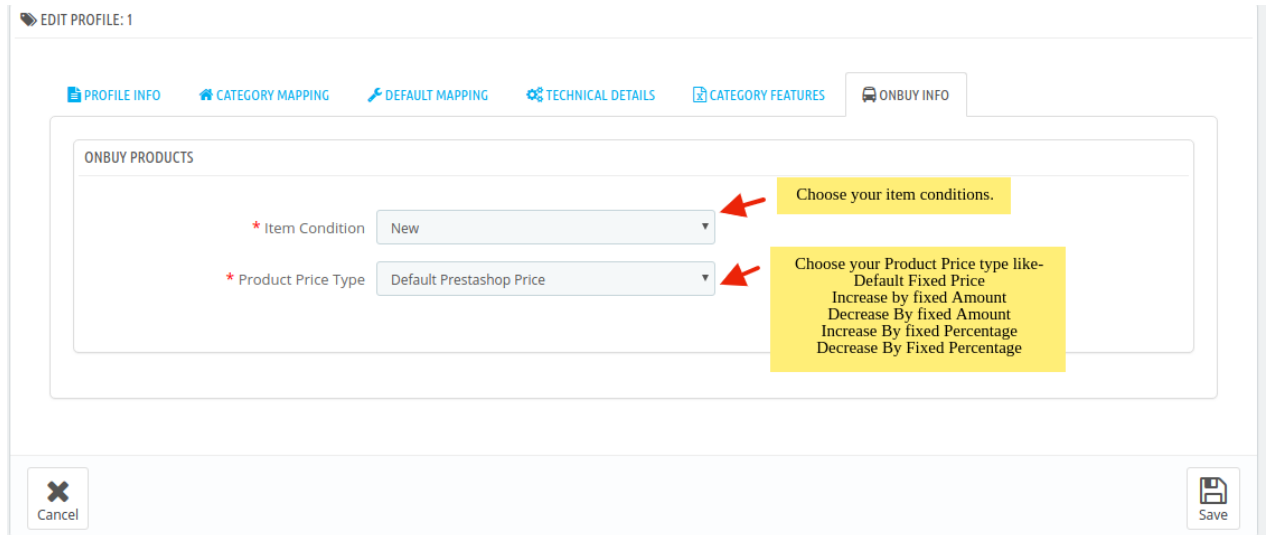 EDIT PROFILE: 1
PROFILE INFO
CATEGORY MAPPING
DEFAULT MAPPING
TECHNICAL DETAILS
CATEGORY FEATURES
ONBUY INFO
ONBUY PRODUCTS
Choose your item conditions.
* Item Condition
New
* Product Price Type
Default Prestashop Price
Choose your Product Price type like-
Default Fixed Price
Increase by fixed Amount
Decrease By fixed Amount
Increase By fixed Percentage
Decrease By Fixed Percentage
Cancel
Save